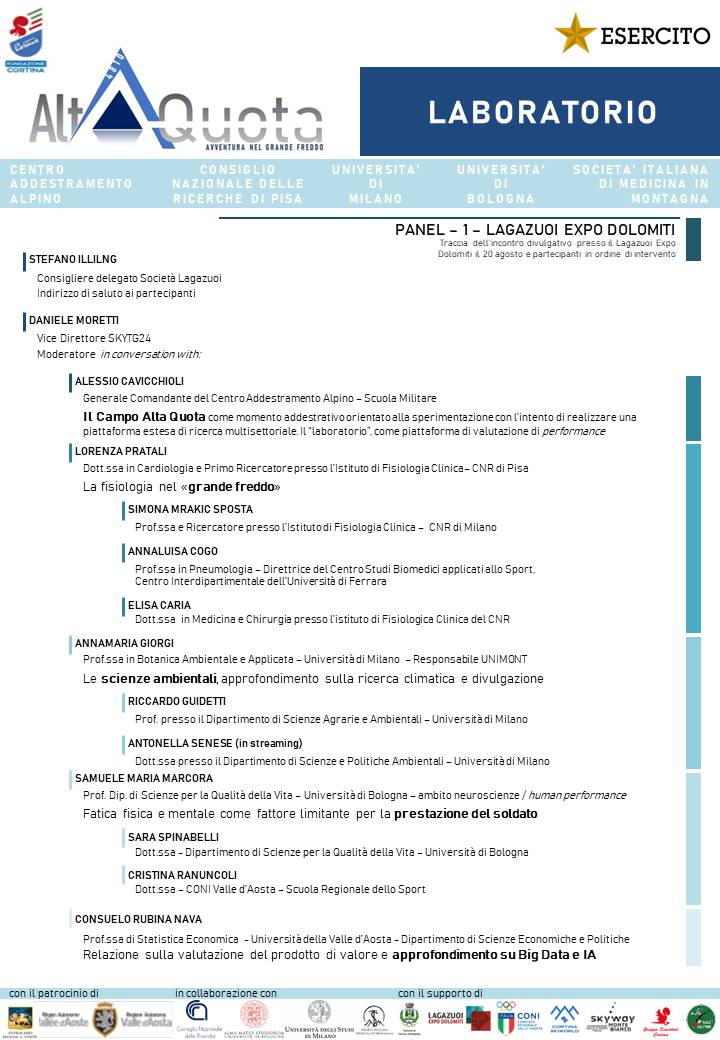 FONDAZIONE
CORTINA
ESERCITO
4810
AltAQuota
AVVENTURA NEL GRANDE FREDDO
LABORATORIO
CENTRO
ADDESTRAMENTO
ALPINO
CONSIGLIO
NAZIONALE DELLE
RICERCHE DI PISA
UNIVERSITA'
DI
MILANO
UNIVERSITA'
DI
BOLOGNA
SOCIETA' ITALIANA
DI MEDICINA IN
MONTAGNA
PANEL – 1 – LAGAZUOI EXPO DOLOMITI
Traccia dell'incontro divulgativo presso il Lagazuoi Expo
Dolomiti il 20 agosto e partecipanti in ordine di intervento
STEFANO ILLILNG
Consigliere delegato Società Lagazuoi
Indirizzo di saluto ai partecipanti
DANIELE MORETTI
Vice Direttore SKYTG24
Moderatore in conversation with:
ALESSIO CAVICCHIOLI
Generale Comandante del Centro Addestramento Alpino – Scuola Militare
Il Campo Alta Quota come momento addestrativo orientato alla sperimentazione con l'intento di realizzare una
piattaforma estesa di ricerca multisettoriale. Il "laboratorio", come piattaforma di valutazione di performance
LORENZA PRATALI
Dott.ssa in Cardiologia e Primo Ricercatore presso l'Istituto di Fisiologia Clinica– CNR di Pisa
La fisiologia nel «grande freddo»
SIMONA MRAKIC SPOSTA
Prof.ssa e Ricercatore presso l'Istituto di Fisiologia Clinica – CNR di Milano
ANNALUISA COGO
Prof.ssa in Pneumologia – Direttrice del Centro Studi Biomedici applicati allo Sport,
Centro Interdipartimentale dell'Università di Ferrara
ELISA CARIA
Dott.ssa in Medicina e Chirurgia presso l'istituto di Fisiologica Clinica del CNR
ANNAMARIA GIORGI
Prof.ssa in Botanica Ambientale e Applicata – Università di Milano – Responsabile UNIMONT
Le scienze ambientali, approfondimento sulla ricerca climatica e divulgazione
RICCARDO GUIDETTI
Prof. presso il Dipartimento di Scienze Agrarie e Ambientali – Università di Milano
ANTONELLA SENESE (in streaming)
Dott.ssa presso il Dipartimento di Scienze e Politiche Ambientali – Università di Milano
SAMUELE MARIA MARCORA
Prof. Dip. di Scienze per la Qualità della Vita – Università di Bologna – ambito neuroscienze / human performance
Fatica fisica e mentale come fattore limitante per la prestazione del soldato
SARA SPINABELLI
Dott.ssa - Dipartimento di Scienze per la Qualità della Vita – Università di Bologna
CRISTINA RANUNCOLI
Dott.ssa – CONI Valle d'Aosta – Scuola Regionale dello Sport
CONSUELO RUBINA NAVA
Prof.ssa di Statistica Economica - Università della Valle d'Aosta - Dipartimento di Scienze Economiche e Politiche
Relazione sulla valutazione del prodotto di valore e approfondimento su Big Data e IA
con il patrocinio di
in collaborazione con
con il supporto di
Région Autonome
Vallée d'Aoste
Regione Autonoma
Valle d'Aosta
Consiglio Nazionale
delle Ricerche
ALMA MATER STUDIORUM
UNIVERSITÀ DI BOLOGNA
UNIVERSITÀ DEGLI STUDI
DI MILANO
LAGAZUOI EXPO
DOLOMITI
ITALIA
CONI
CORTINA
SKIWORLD
SKYWAY
MONTE
BIANCO
Cortina